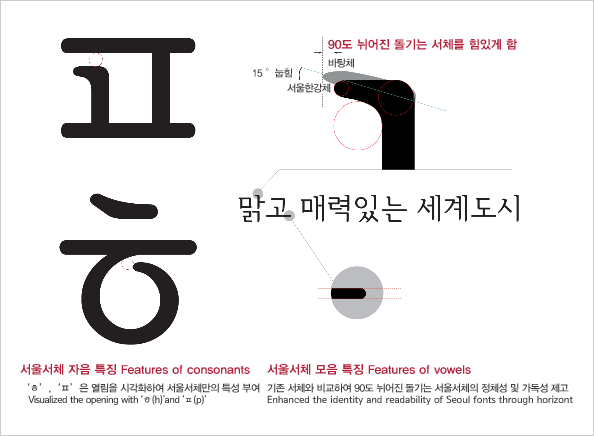 ㅍ
90도 뉘어진 돌기는 서체를 힘있게 함
바탕체
15 ° 눕힘
서울한강체
맑고 매력있는 세계도시
ㅎ
서울서체 자음 특징 Features of consonants
'ㅎ', 'ㅍ' 은 열림을 시각화하여 서울서체만의 특성 부여
Visualized the opening with 'ㅎ(h)'and 'ㅍ(p)'
서울서체 모음 특징 Features of vowels
기존 서체와 비교하여 90도 뉘어진 돌기는 서울서체의 정체성 및 가독성 제고
Enhanced the identity and readability of Seoul fonts through horizont